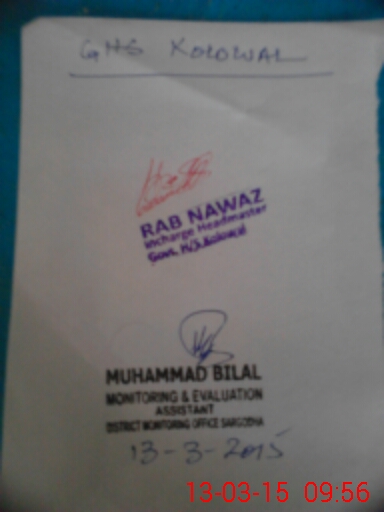 GHS KOLOWAL
RAB NAWAZ
Incharge Headmaster
Govt. H/S. Kolowal
MUHAMMAD BILAL
MONITORING & EVALUATION
ASSISTANT
DISTRICT MONITORING OFFICE SARGODHA
13-3-2015
13-03-15 09:56